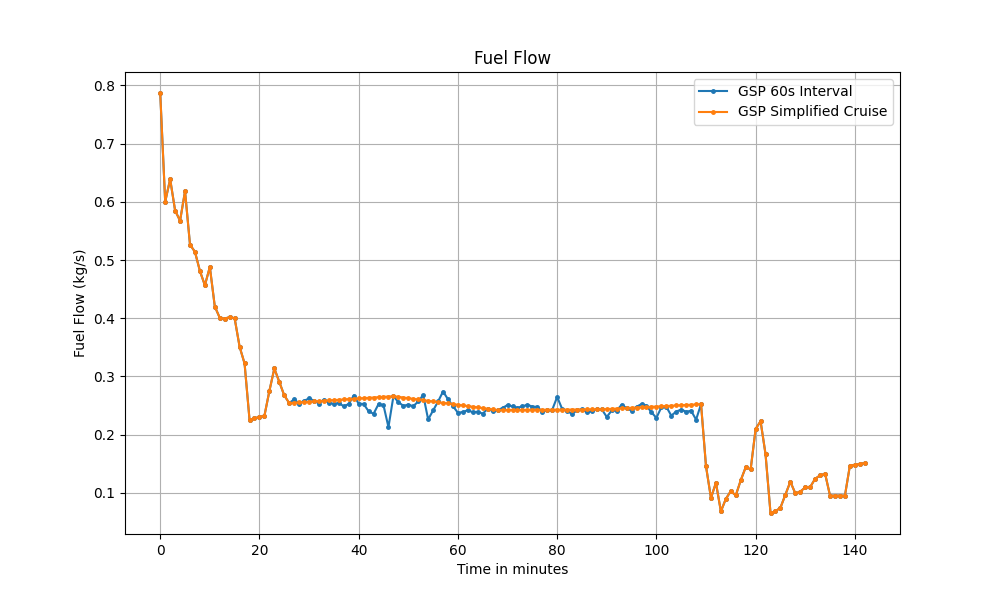 Fuel Flow
GSP 60s Interval
GSP Simplified Cruise
Fuel Flow (kg/s)
0.8
0.7
0.6
0.5
0.4
0.3
0.2
0.1
0 20 40 60 80 100 120 140
Time in minutes